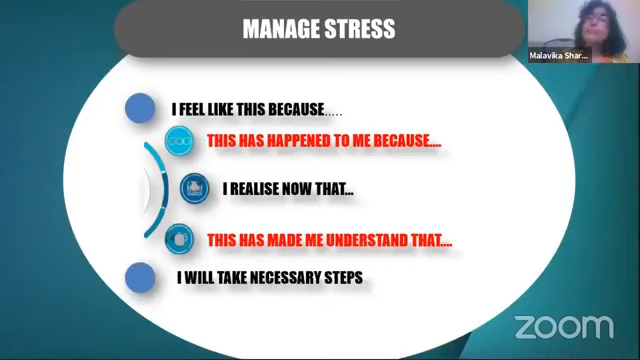 MANAGE STRESS
Malavika Shar...
I FEEL LIKE THIS BECAUSE.....
THIS HAS HAPPENED TO ME BECAUSE....
I REALISE NOW THAT...
THIS HAS MADE ME UNDERSTAND THAT....
I WILL TAKE NECESSARY STEPS
zoom